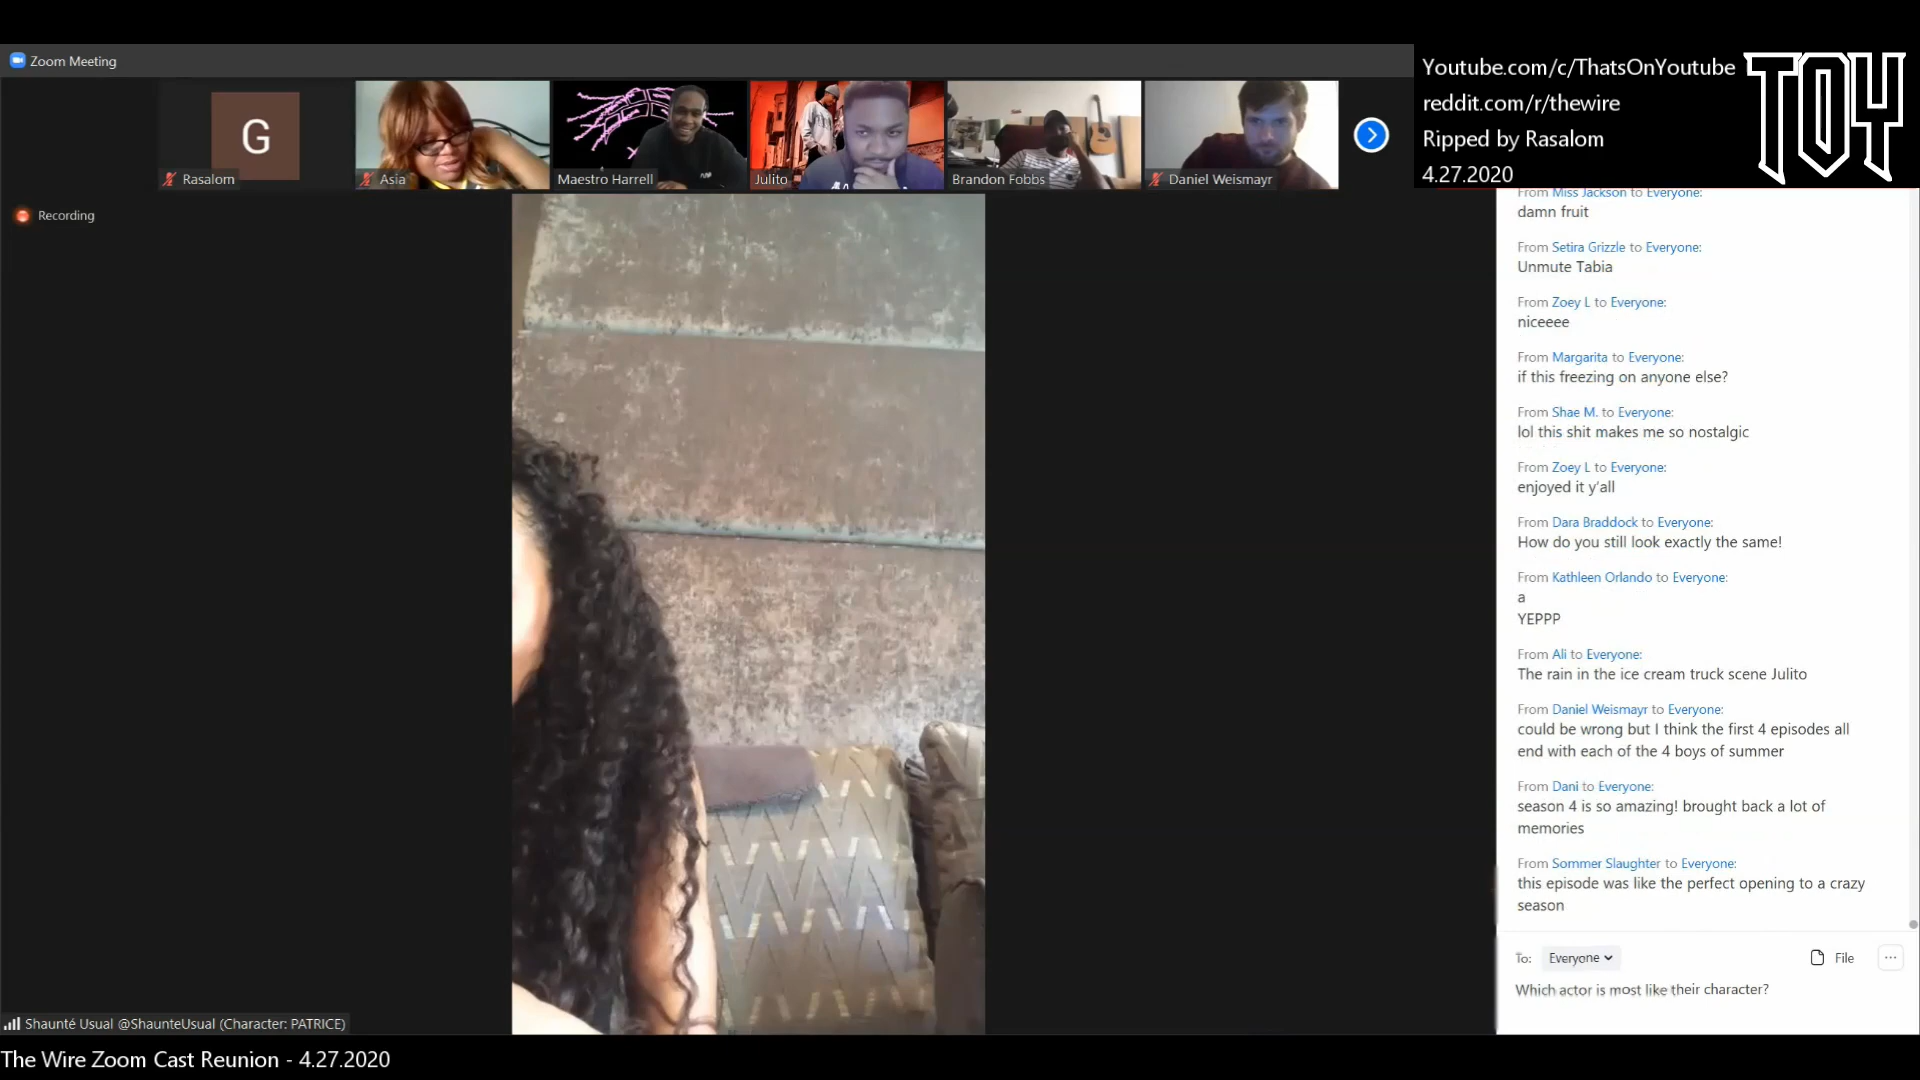 Zoom Meeting
Youtube.com/c/ThatsOnYoutube
reddit.com/r/thewire
Ripped by Rasalom
4.27.2020
TOY
G
Rasalom
Asia
Maestro Harrell
Julito
Brandon Fobbs
Daniel Weismayr
Recording
From Miss Jackson to Everyone:
damn fruit
From Setira Grizzle to Everyone:
Unmute Tabia
From Zoey L to Everyone:
niceeee
From Margarita to Everyone:
if this freezing on anyone else?
From Shae M. to Everyone:
lol this shit makes me so nostalgic
From Zoey L to Everyone:
enjoyed it y'all
From Dara Braddock to Everyone:
How do you still look exactly the same!
From Kathleen Orlando to Everyone:
a
YEPPP
From Ali to Everyone:
The rain in the ice cream truck scene Julito
From Daniel Weismayr to Everyone:
could be wrong but I think the first 4 episodes all
end with each of the 4 boys of summer
From Dani to Everyone:
season 4 is so amazing! brought back a lot of
memories
From Sommer Slaughter to Everyone:
this episode was like the perfect opening to a crazy
season
To: Everyone
File
...
Which actor is most like their character?
Shaunté Usual @ShaunteUsual (Character: PATRICE)
The Wire Zoom Cast Reunion - 4.27.2020